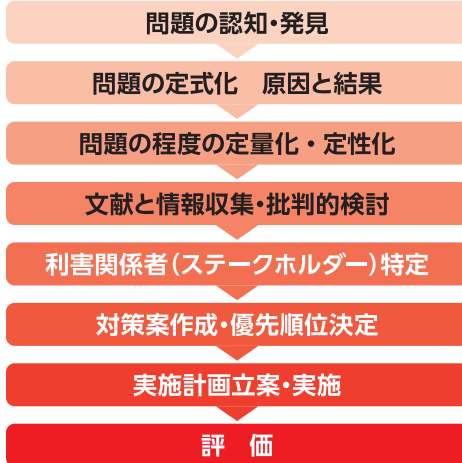 問題の認知・発見
問題の定式化　原因と結果
問題の程度の定量化・定性化
文献と情報収集・批判的検討
利害関係者（ステークホルダー）特定
対策案作成・優先順位決定
実施計画立案・実施
評　価